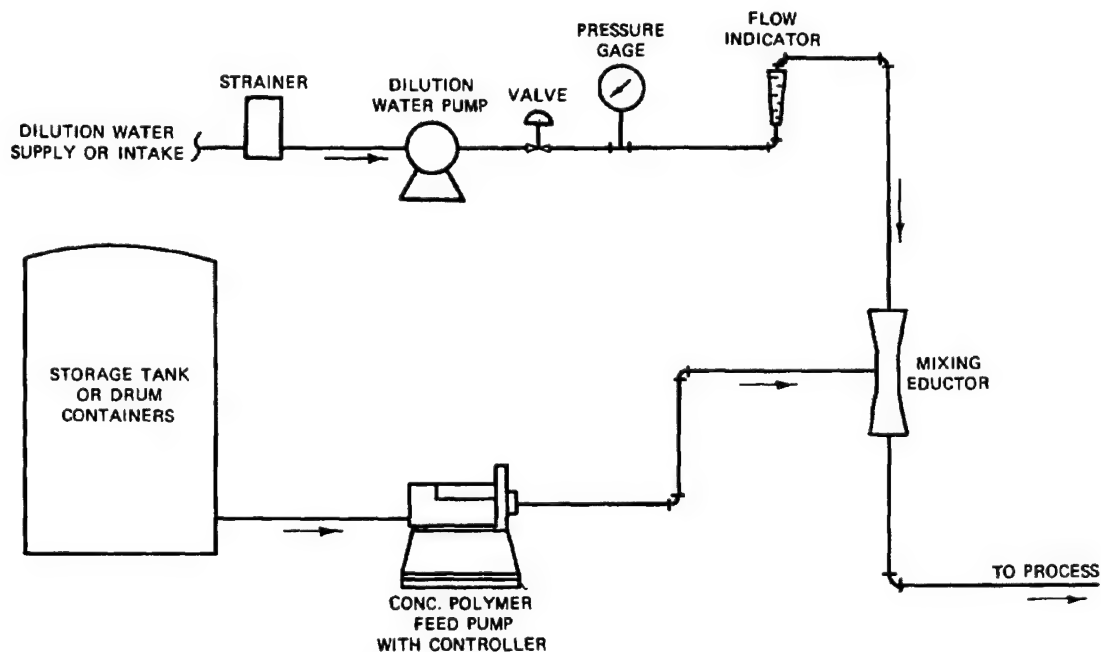 FLOW
INDICATOR
PRESSURE
GAGE
STRAINER
DILUTION
WATER PUMP
VALVE
DILUTION WATER
SUPPLY OR INTAKE
STORAGE TANK
OR DRUM
CONTAINERS
MIXING
EDUCTOR
TO PROCESS
CONC. POLYMER
FEED PUMP
WITH CONTROLLER